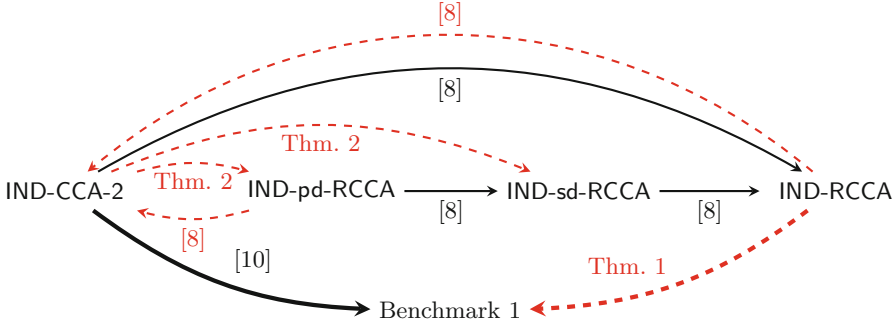 [8]
[8]
Thm. 2
Thm. 2
IND-CCA-2 IND-pd-RCCA IND-sd-RCCA IND-RCCA
[8] [8]
[8]
[10]
Thm. 1
Benchmark 1